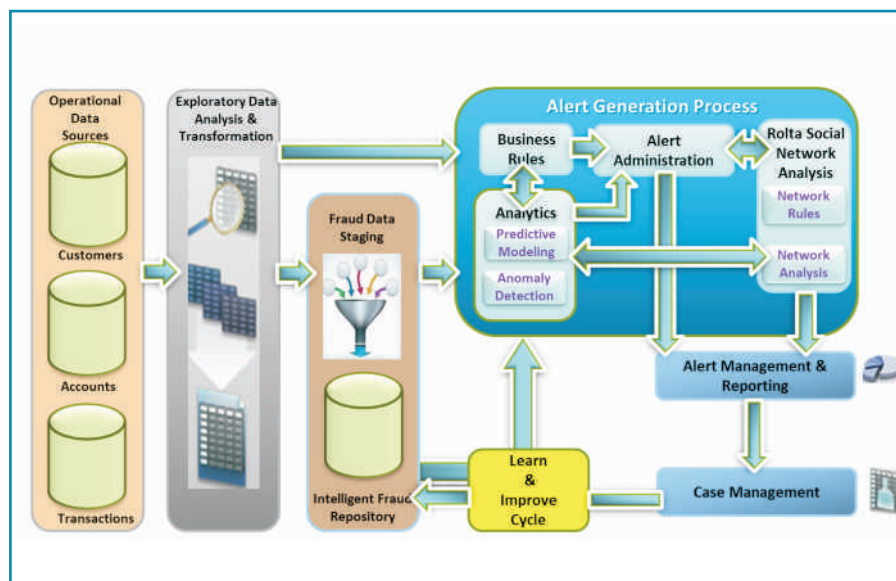 Operational
Data
Sources
Customers
Accounts
Transactions
Exploratory Data
Analysis &
Transformation
Fraud Data
Staging
Intelligent Fraud
Repository
Alert Generation Process
Business
Rules
Alert
Administration
Rolta Social
Network
Analysis
Network
Rules
Network
Analysis
Analytics
Predictive
Modeling
Anomaly
Detection
Alert Management &
Reporting
Case Management
Learn
&
Improve
Cycle